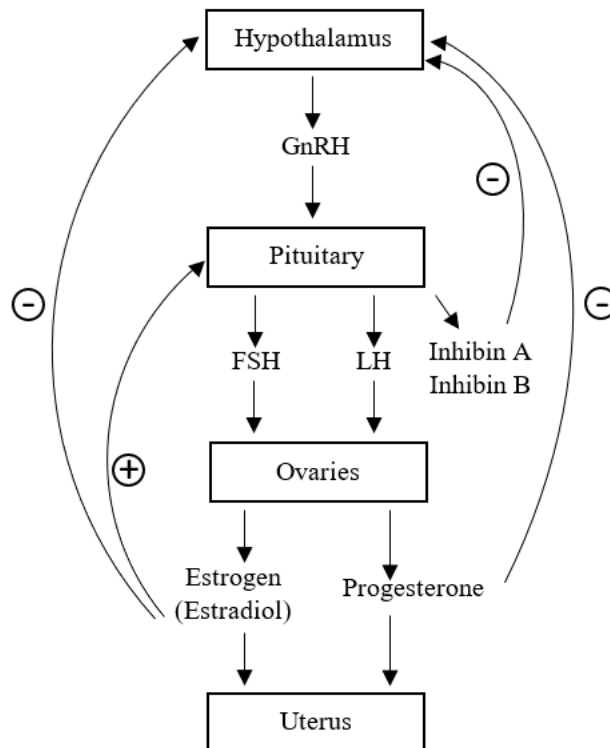 Hypothalamus
GnRH
-
Pituitary
-
-
FSH
LH
Inhibin A
Inhibin B
+
Ovaries
Estrogen
(Estradiol)
Progesterone
Uterus